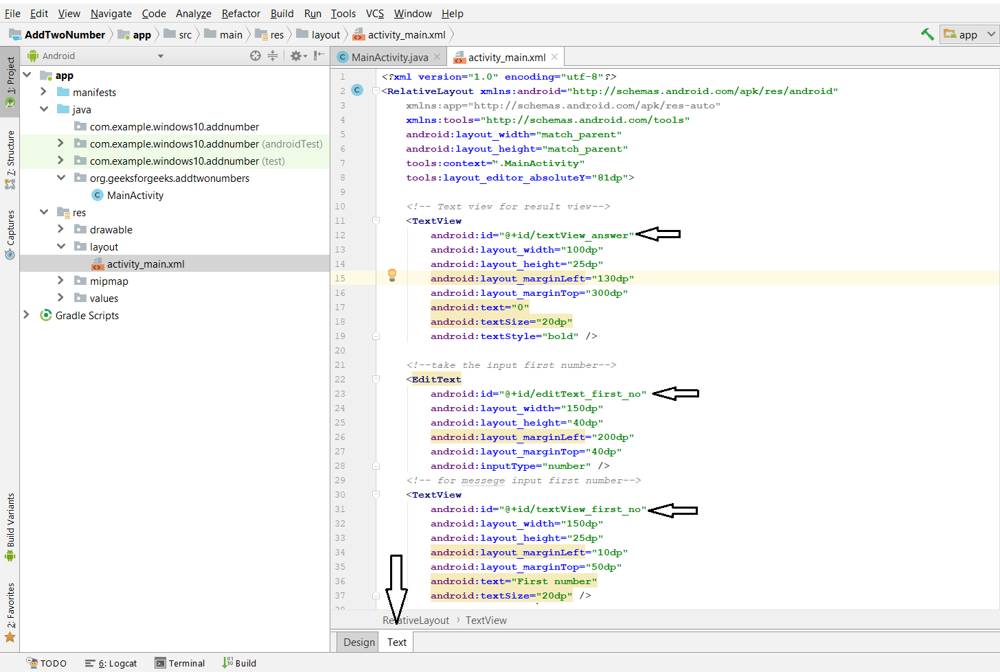 File Edit View Navigate Code Analyze Refactor Build Run Tools VCS Window Help
AddTwoNumber app src main res layout activity_main.xml app
1: Project
7: Structure
Captures
Build Variants
2: Favorites
Android
app
manifests
java
com.example.windows10.addnumber
com.example.windows10.addnumber (androidTest)
com.example.windows10.addnumber (test)
org.geeksforgeeks.addtwonumbers
C MainActivity
res
drawable
layout
activity_main.xml
mipmap
values
Gradle Scripts
C MainActivity.java activity_main.xml
1 <?xml version="1.0" encoding="utf-8"?>
2 C <RelativeLayout xmlns:android="http://schemas.android.com/apk/res/android"
3 xmlns:app="http://schemas.android.com/apk/res-auto"
4 xmlns:tools="http://schemas.android.com/tools"
5 android:layout_width="match_parent"
6 android:layout_height="match_parent"
7 tools:context=".MainActivity"
8 tools:layout_editor_absoluteY="81dp">
9
10 <!-- Text view for result view-->
11 <TextView
12 android:id="@+id/textView_answer"
13 android:layout_width="100dp"
14 android:layout_height="25dp"
15 android:layout_marginLeft="130dp"
16 android:layout_marginTop="300dp"
17 android:text="0"
18 android:textSize="20dp"
19 android:textStyle="bold" />
20
21 <!--take the input first number-->
22 <EditText
23 android:id="@+id/editText_first_no"
24 android:layout_width="150dp"
25 android:layout_height="40dp"
26 android:layout_marginLeft="200dp"
27 android:layout_marginTop="40dp"
28 android:inputType="number" />
29 <!-- for messege input first number-->
30 <TextView
31 android:id="@+id/textView_first_no"
32 android:layout_width="150dp"
33 android:layout_height="25dp"
34 android:layout_marginLeft="10dp"
35 android:layout_marginTop="50dp"
36 android:text="First number"
37 android:textSize="20dp" />
RelativeLayout › TextView
Design Text
TODO 6: Logcat Terminal Build